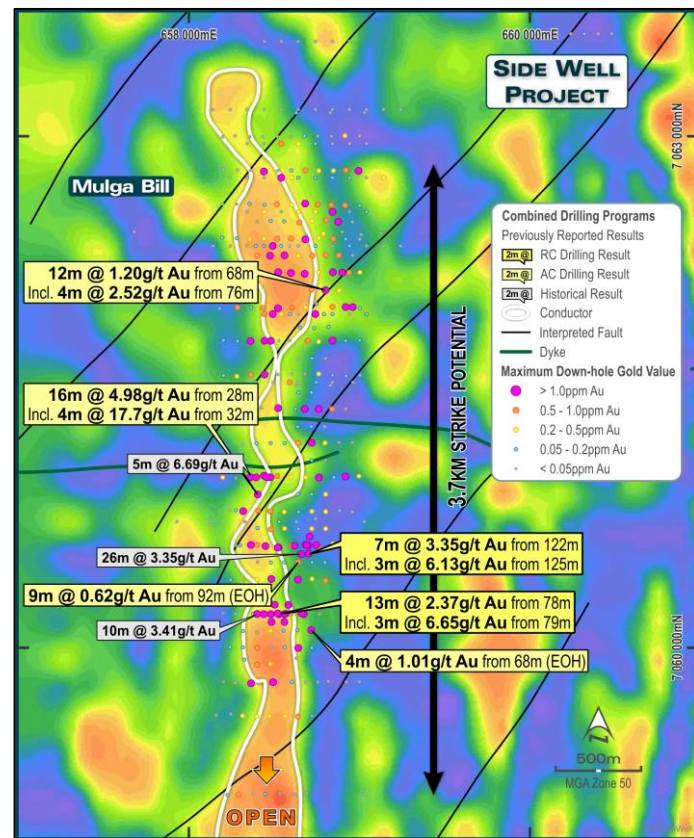 658 000mE
660 000mE
SIDE WELL
PROJECT
7 063 000mN
Mulga Bill
Combined Drilling Programs
Previously Reported Results
2m @ RC Drilling Result
2m @ AC Drilling Result
2m @ Historical Result
Conductor
Interpreted Fault
Dyke
Maximum Down-hole Gold Value
> 1.0ppm Au
0.5 - 1.0ppm Au
0.2 - 0.5ppm Au
0.05 - 0.2ppm Au
< 0.05ppm Au
12m @ 1.20g/t Au from 68m
Incl. 4m @ 2.52g/t Au from 76m
16m @ 4.98g/t Au from 28m
Incl. 4m @ 17.7g/t Au from 32m
5m @ 6.69g/t Au
3.7KM STRIKE POTENTIAL
26m @ 3.35g/t Au
7m @ 3.35g/t Au from 122m
Incl. 3m @ 6.13g/t Au from 125m
9m @ 0.62g/t Au from 92m (EOH)
13m @ 2.37g/t Au from 78m
Incl. 3m @ 6.65g/t Au from 79m
10m @ 3.41g/t Au
4m @ 1.01g/t Au from 68m (EOH)
7 060 000mN
N
500m
MGA Zone 50
OPEN